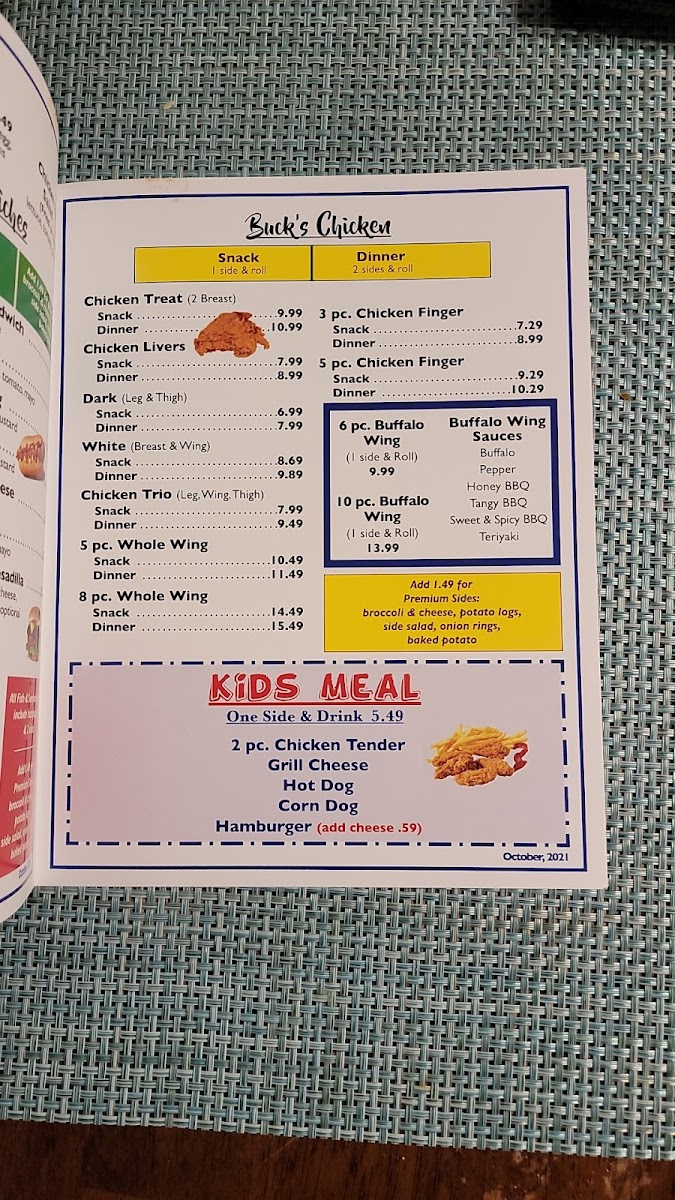 Buck's Chicken
Snack
1 side & roll
Dinner
2 sides & roll
Chicken Treat (2 Breast)
Snack ..........................9.99
Dinner ........................10.99
Chicken Livers
Snack ..........................7.99
Dinner ..........................8.99
Dark (Leg & Thigh)
Snack ..........................6.99
Dinner ..........................7.99
White (Breast & Wing)
Snack ..........................8.69
Dinner ..........................9.89
Chicken Trio (Leg, Wing, Thigh)
Snack ..........................7.99
Dinner ..........................9.49
5 pc. Whole Wing
Snack ........................10.49
Dinner ........................11.49
8 pc. Whole Wing
Snack ........................14.49
Dinner ........................15.49
3 pc. Chicken Finger
Snack ..........................7.29
Dinner ..........................8.99
5 pc. Chicken Finger
Snack ..........................9.29
Dinner ........................10.29
6 pc. Buffalo
Wing
(1 side & Roll)
9.99
10 pc. Buffalo
Wing
(1 side & Roll)
13.99
Buffalo Wing
Sauces
Buffalo
Pepper
Honey BBQ
Tangy BBQ
Sweet & Spicy BBQ
Teriyaki
Add 1.49 for
Premium Sides:
broccoli & cheese, potato logs,
side salad, onion rings,
baked potato
KiDS MEAL
One Side & Drink 5.49
2 pc. Chicken Tender
Grill Cheese
Hot Dog
Corn Dog
Hamburger (add cheese .59)
October, 2021